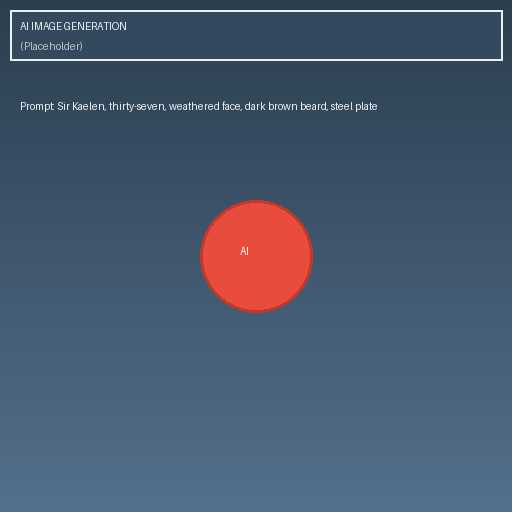 AI IMAGE GENERATION
(Placeholder)
Prompt: Sir Kaelen, thirty-seven, weathered face, dark brown beard, steel plate
AI